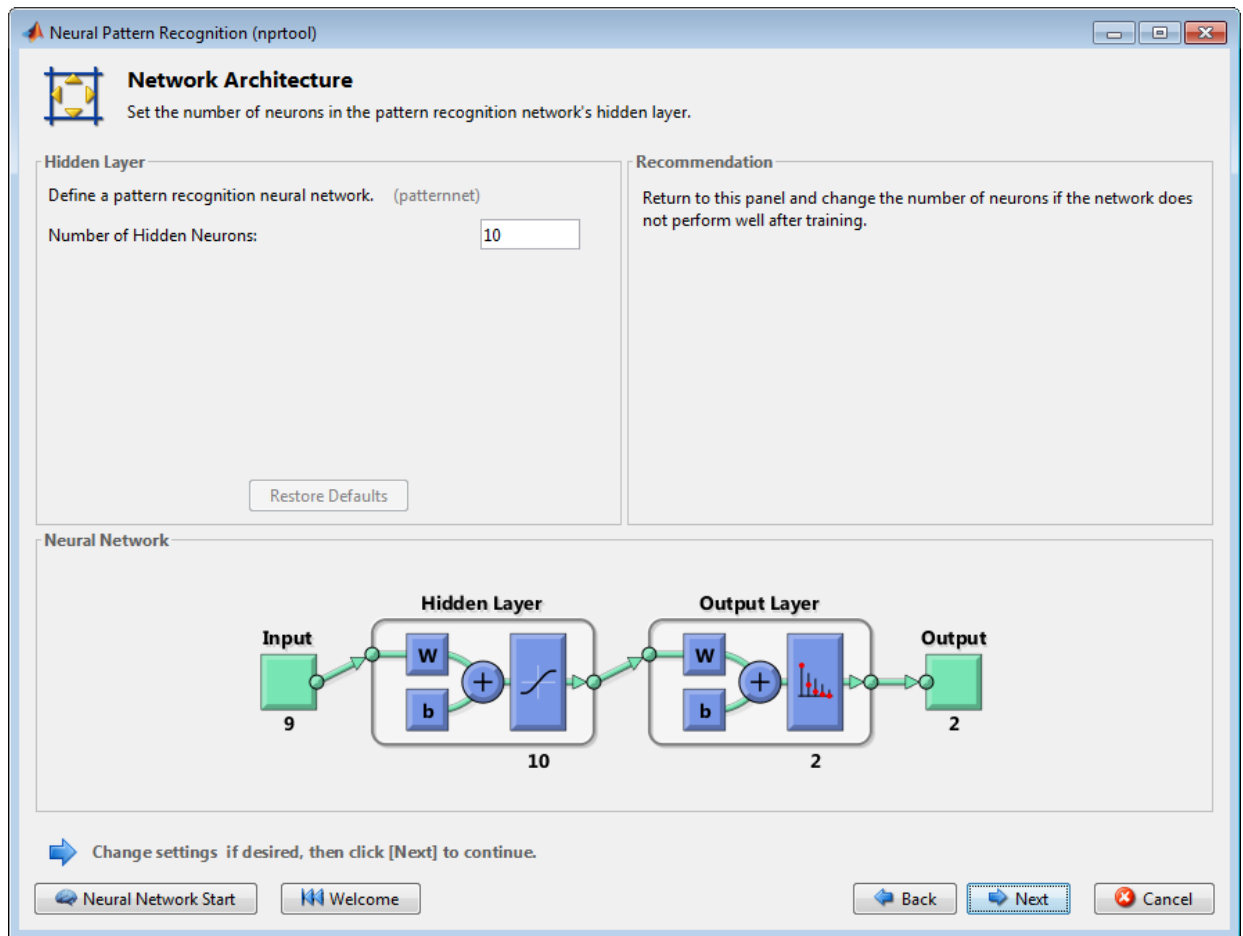 Neural Pattern Recognition (nprtool)
Network Architecture
Set the number of neurons in the pattern recognition network's hidden layer.
Hidden Layer
Define a pattern recognition neural network. (patternnet)
Number of Hidden Neurons: 10
Restore Defaults
Recommendation
Return to this panel and change the number of neurons if the network does
not perform well after training.
Neural Network
Hidden Layer
Output Layer
Input
Output
W
b
+
W
b
+
9
10
2
2
Change settings if desired, then click [Next] to continue.
Neural Network Start
Welcome
Back
Next
Cancel